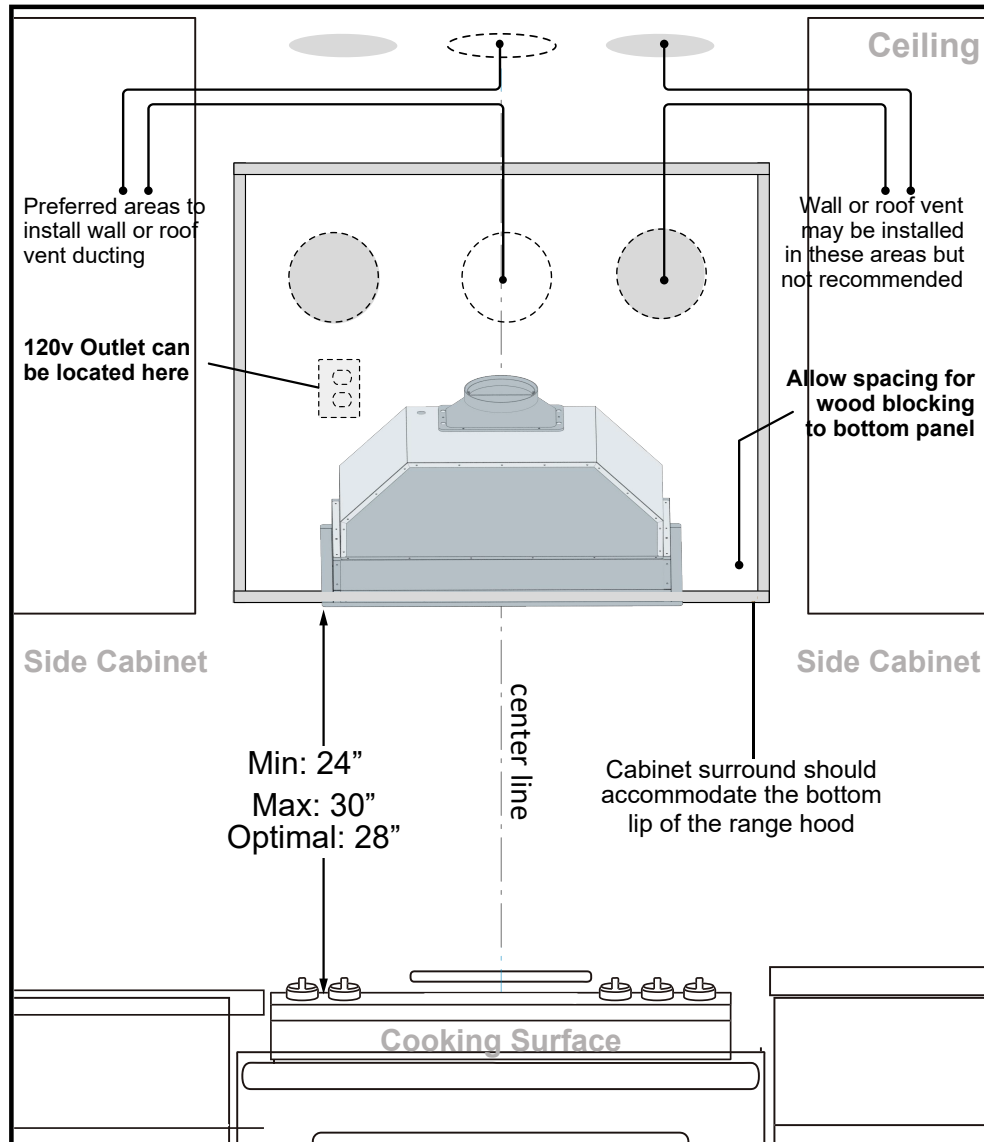 Ceiling
Preferred areas to
install wall or roof
vent ducting
Wall or roof vent
may be installed
in these areas but
not recommended
120v Outlet can
be located here
Allow spacing for
wood blocking
to bottom panel
Side Cabinet
Side Cabinet
center line
Min: 24”
Max: 30”
Optimal: 28”
Cabinet surround should
accommodate the bottom
lip of the range hood
Cooking Surface